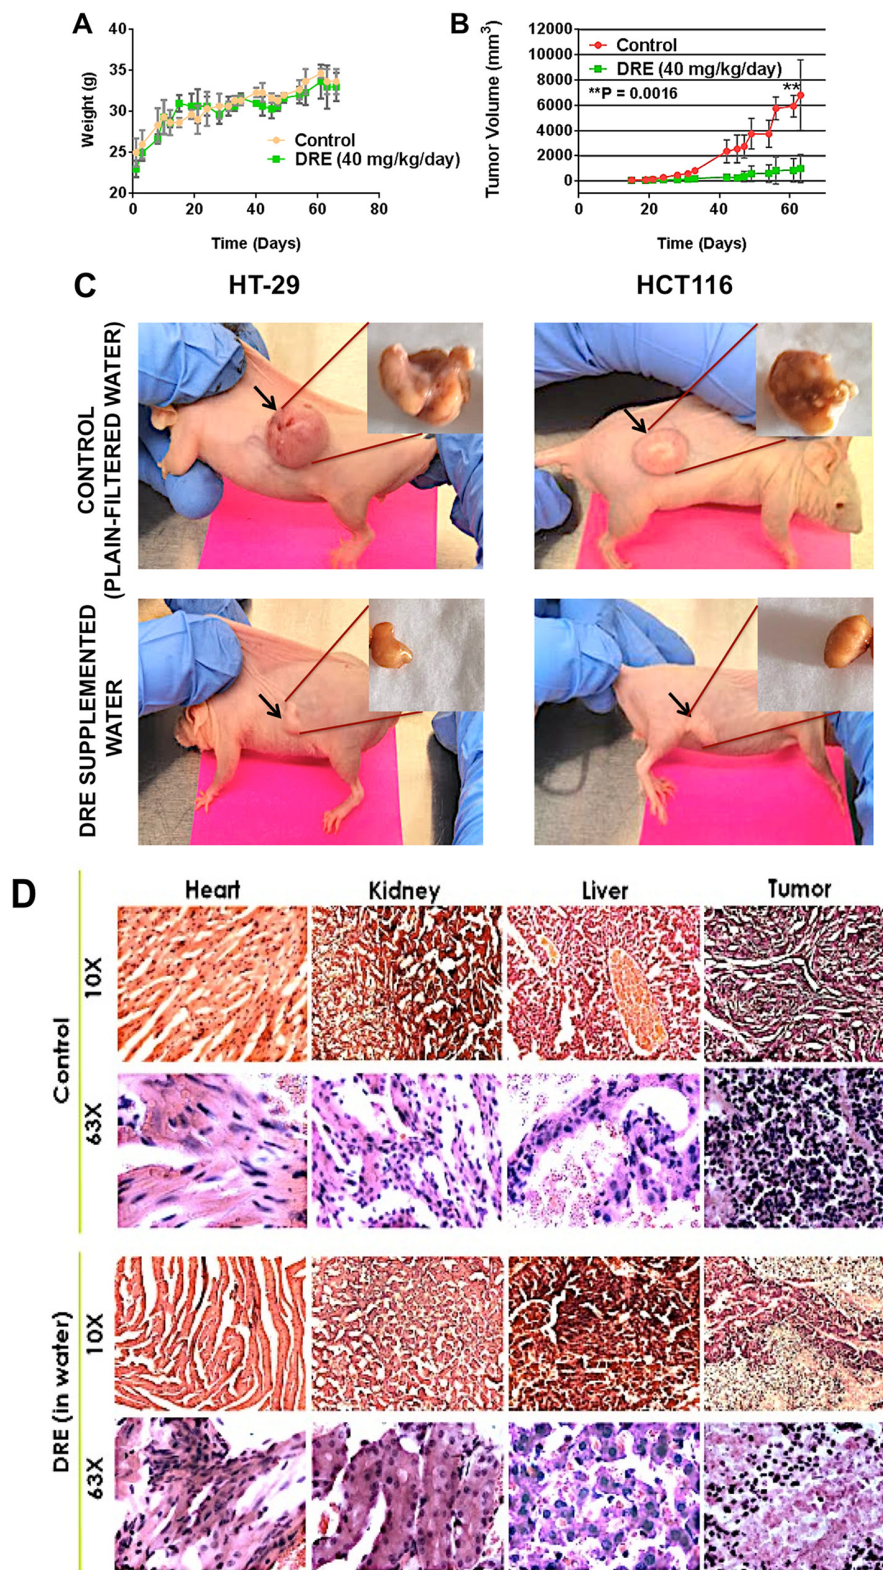 A
40
35
30
25
20
0
20
40
60
80
Weight (g)
Time (Days)
Control
DRE (40 mg/kg/day)
B
12000
10000
8000
6000
4000
2000
0
0
20
40
60
Tumor Volume (mm³)
Time (Days)
Control
DRE (40 mg/kg/day)
**P = 0.0016
**
C
HT-29
HCT116
CONTROL
(PLAIN-FILTERED WATER)
DRE SUPPLEMENTED
WATER
D
Heart
Kidney
Liver
Tumor
Control
10X
63X
DRE (in water)
10X
63X